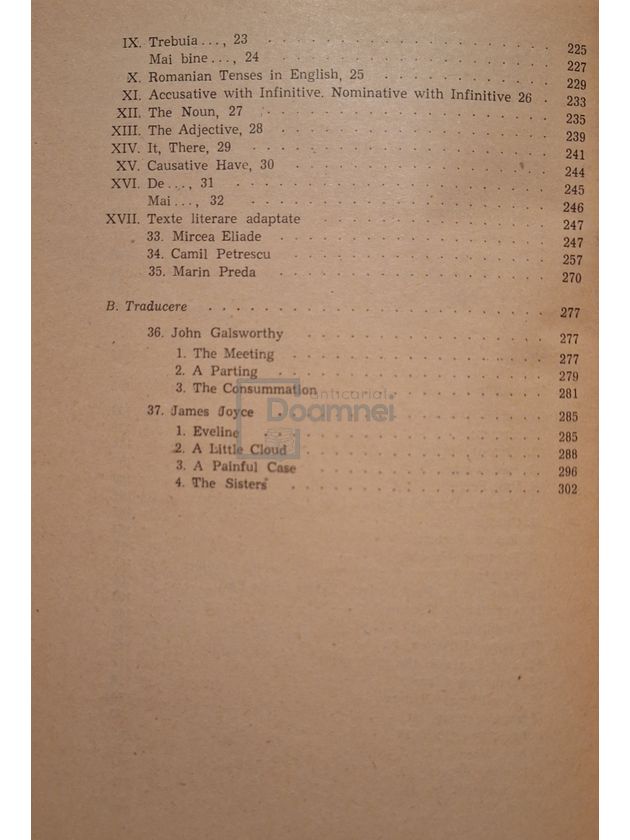 IX. Trebuia . . ., 23 . . . . . . . . . . . . . . . . 225
Mai bine . . ., 24 . . . . . . . . . . . . . . . . 227
X. Romanian Tenses in English, 25 . . . . . . . . . . 229
XI. Accusative with Infinitive. Nominative with Infinitive 26 . 233
XII. The Noun, 27 . . . . . . . . . . . . . . . . 235
XIII. The Adjective, 28 . . . . . . . . . . . . . . . . 239
XIV. It, There, 29 . . . . . . . . . . . . . . . . 241
XV. Causative Have, 30 . . . . . . . . . . . . . . . . 244
XVI. De . . ., 31 . . . . . . . . . . . . . . . . 245
Mai . . ., 32 . . . . . . . . . . . . . . . . 246
XVII. Texte literare adaptate . . . . . . . . . . . . . . 247
33. Mircea Eliade . . . . . . . . . . . . . . . . 247
34. Camil Petrescu . . . . . . . . . . . . . . . . 257
35. Marin Preda . . . . . . . . . . . . . . . . 270
B. Traducere . . . . . . . . . . . . . . . . 277
36. John Galsworthy . . . . . . . . . . . . . . . . 277
1. The Meeting . . . . . . . . . . . . . . . . 277
2. A Parting . . . . . . . . . . . . . . . . 279
3. The Consummation . . . . . . . . . . . . . . 281
anticariat
Doamnei
37. James Joyce . . . . . . . . . . . . . . . . 285
1. Eveline . . . . . . . . . . . . . . . . 285
2. A Little Cloud . . . . . . . . . . . . . . . . 288
3. A Painful Case . . . . . . . . . . . . . . . . 296
4. The Sisters . . . . . . . . . . . . . . . . 302